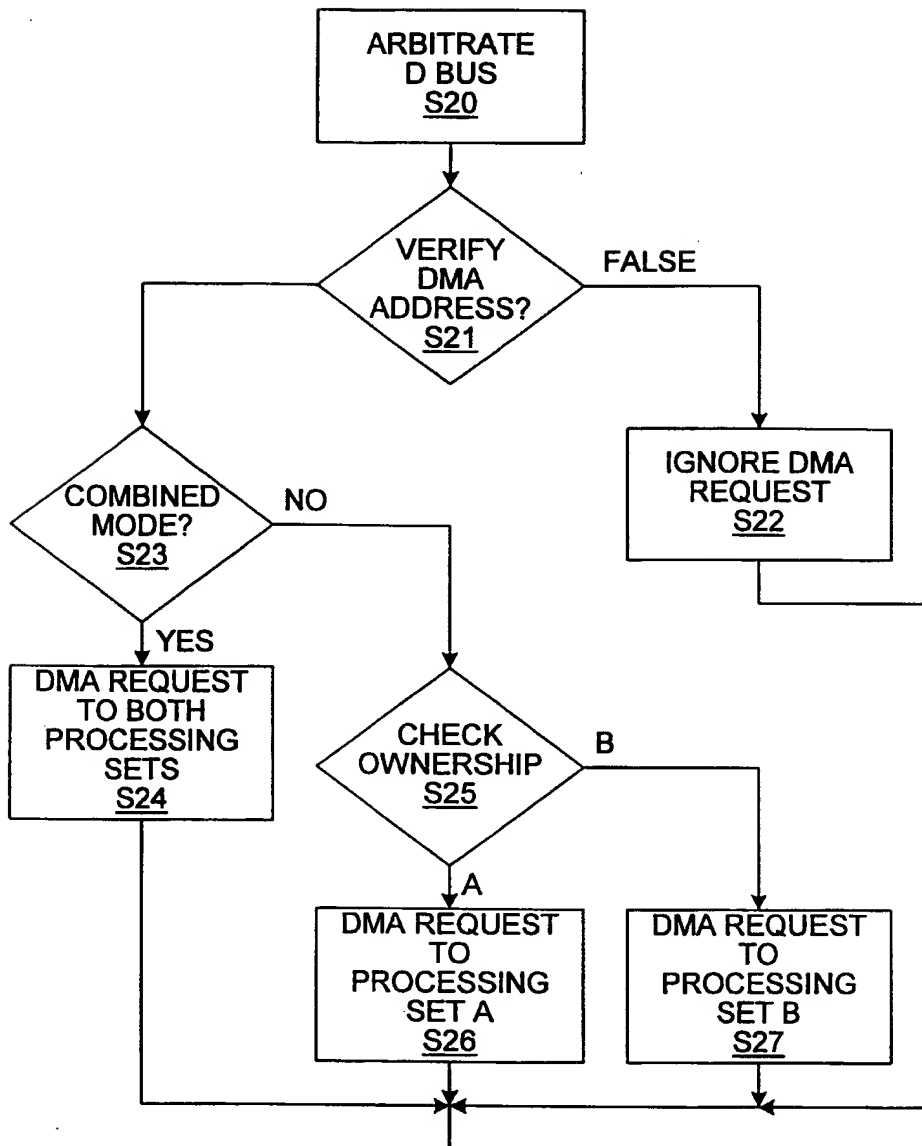 ARBITRATE
D BUS
S20
VERIFY
DMA
ADDRESS?
S21
FALSE
COMBINED
MODE?
S23
NO
IGNORE DMA
REQUEST
S22
YES
DMA REQUEST
TO BOTH
PROCESSING
SETS
S24
CHECK
OWNERSHIP
S25
B
A
DMA REQUEST
TO
PROCESSING
SET A
S26
DMA REQUEST
TO
PROCESSING
SET B
S27